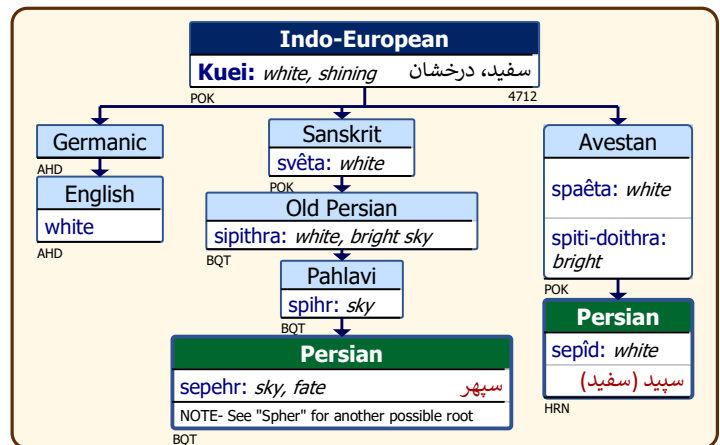 Indo-European
Kuei: white, shining سفید، درخشان
POK 4712
Germanic
AHD
English
white
AHD
Sanskrit
svêta: white
POK
Old Persian
sipithra: white, bright sky
BQT
Pahlavi
spihr: sky
BQT
Persian
sepehr: sky, fate سپهر
NOTE- See "Spher" for another possible root
BQT
Avestan
spaêta: white
spiti-doithra:
bright
POK
Persian
sepîd: white
سپید (سفید)
HRN